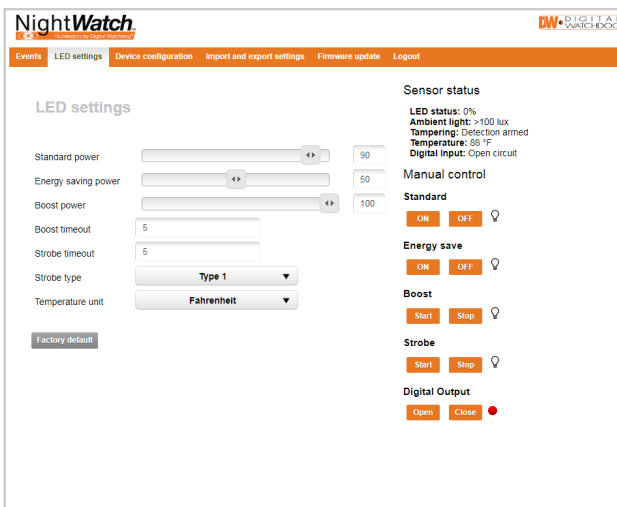 NightWatch
Illumination by Digital Watchdog
DW DIGITAL
WATCHDOG
Events LED settings Device configuration Import and export settings Firmware update Logout
LED settings
Standard power 90
Energy saving power 50
Boost power 100
Boost timeout 5
Strobe timeout 5
Strobe type Type 1
Temperature unit Fahrenheit
Factory default
Sensor status
LED status: 0%
Ambient light: >100 lux
Tampering: Detection armed
Temperature: 88 °F
Digital Input: Open circuit
Manual control
Standard
ON OFF
Energy save
ON OFF
Boost
Start Stop
Strobe
Start Stop
Digital Output
Open Close